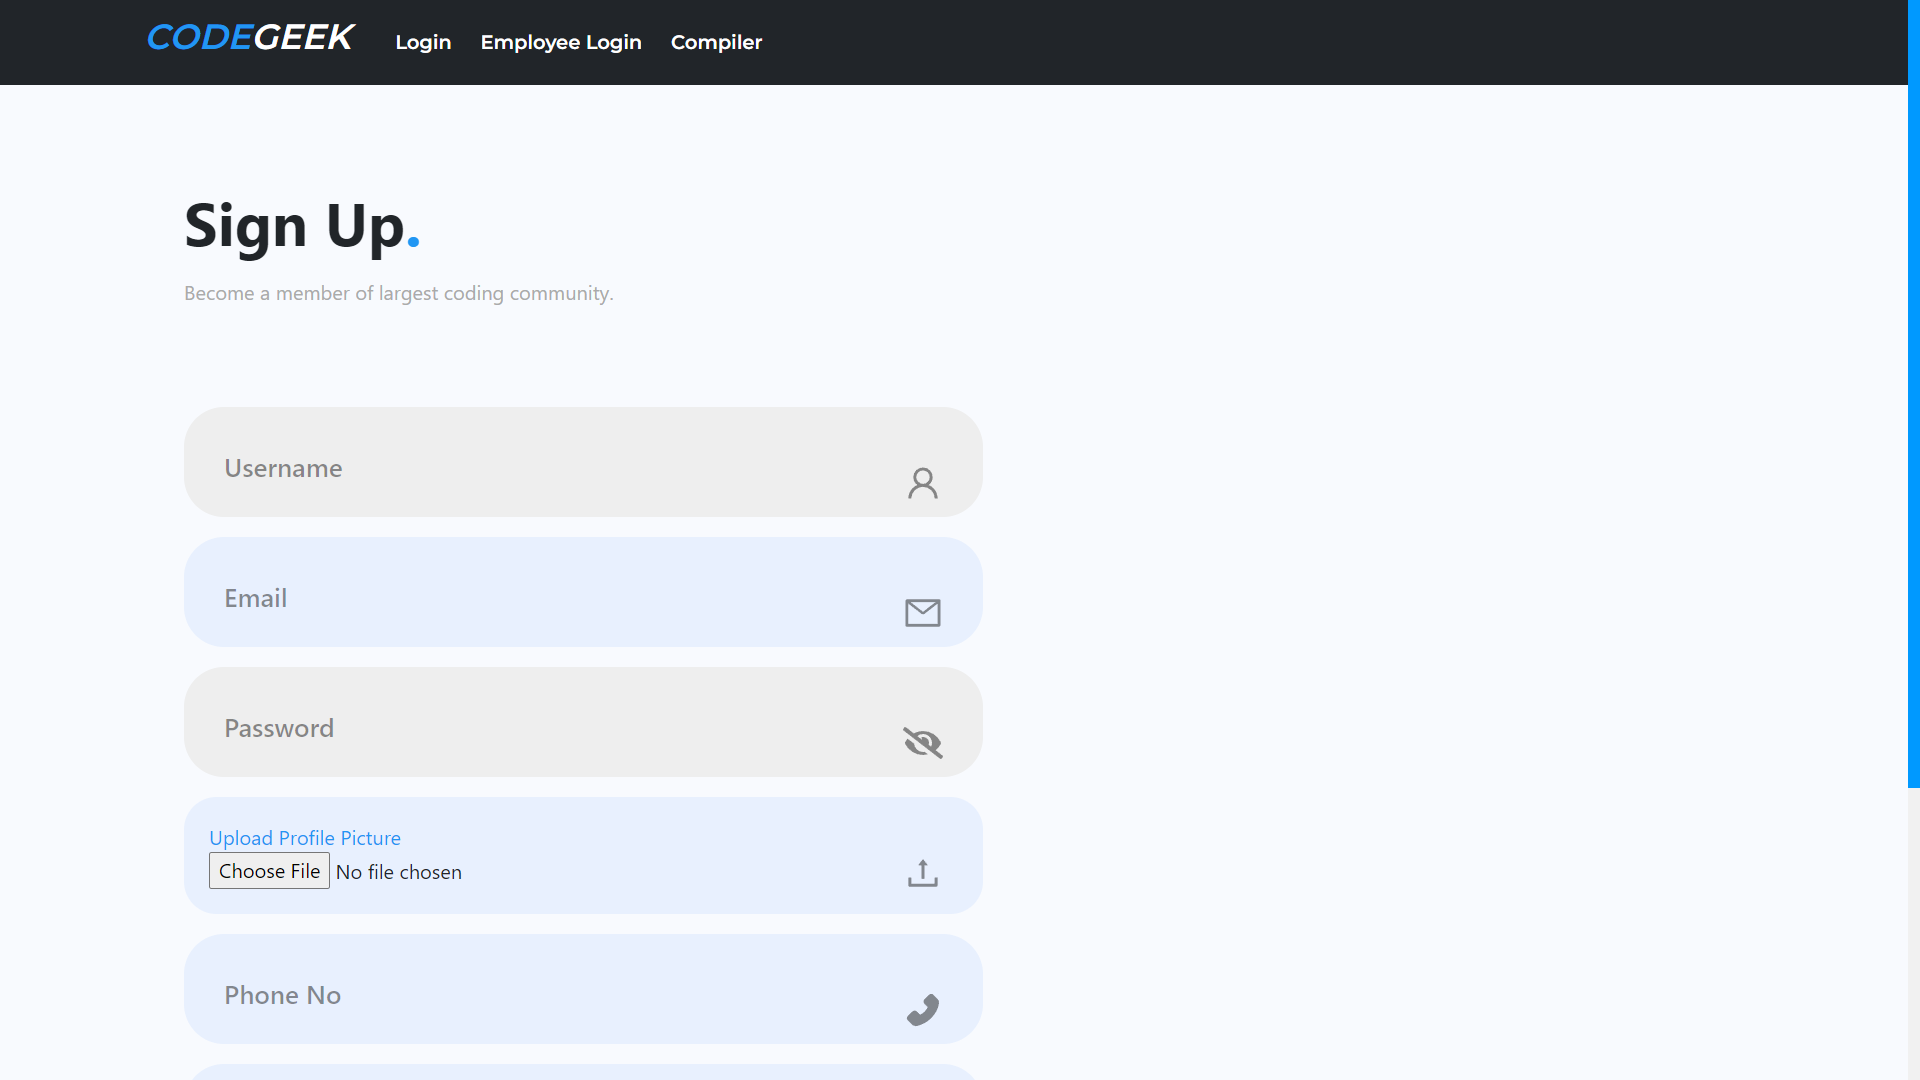 CODEGEEK Login Employee Login Compiler
Sign Up.
Become a member of largest coding community.
Username
Email
Password
Upload Profile Picture
Choose File No file chosen
Phone No